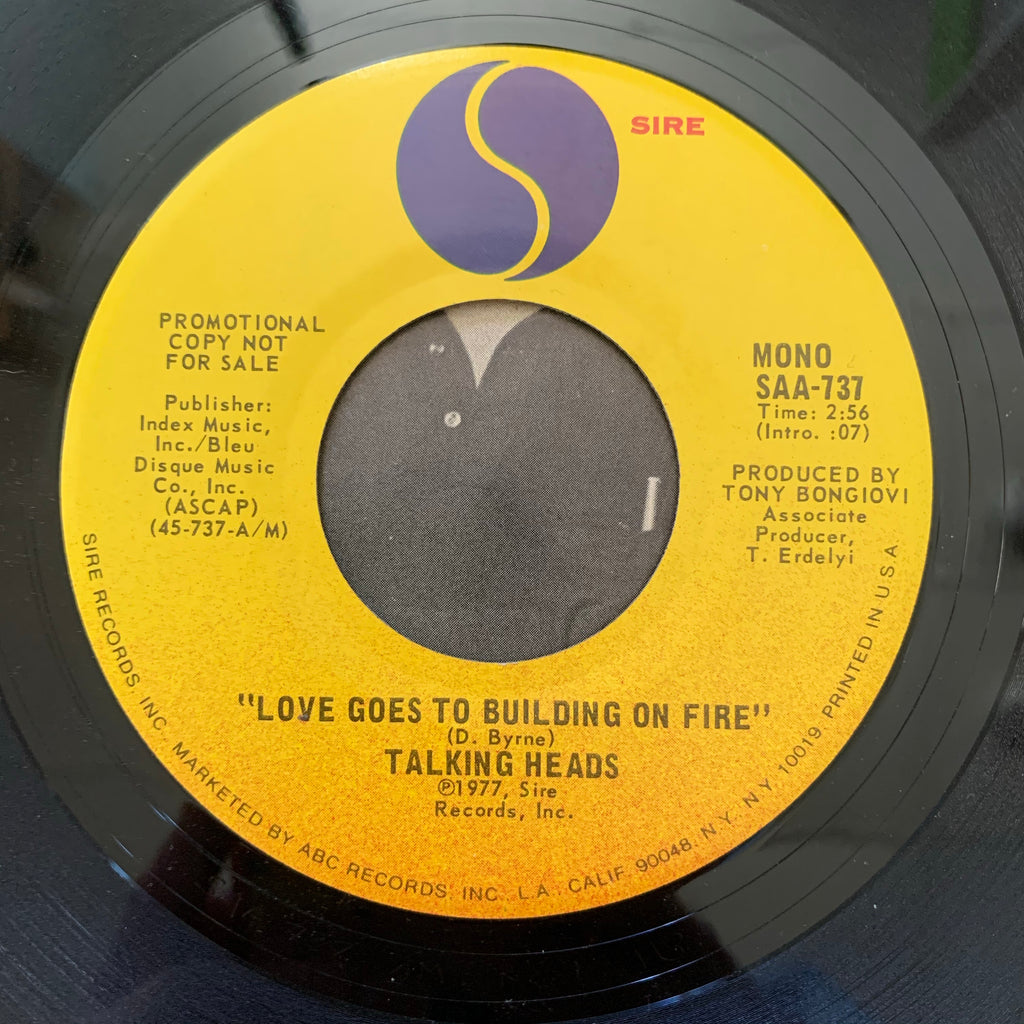 SIRE
PROMOTIONAL
COPY NOT
FOR SALE
Publisher:
Index Music,
Inc./Bleu
Disque Music
Co., Inc.
(ASCAP)
(45-737-A/M)
MONO
SAA-737
Time: 2:56
(Intro. :07)
PRODUCED BY
TONY BONGIOVI
Associate
Producer,
T. Erdelyi
"LOVE GOES TO BUILDING ON FIRE"
(D. Byrne)
TALKING HEADS
℗1977, Sire
Records, Inc.
SIRE RECORDS, INC. MARKETED BY ABC RECORDS, INC., L.A., CALIF. 90048. N.Y., N.Y. 10019. PRINTED IN U.S.A.